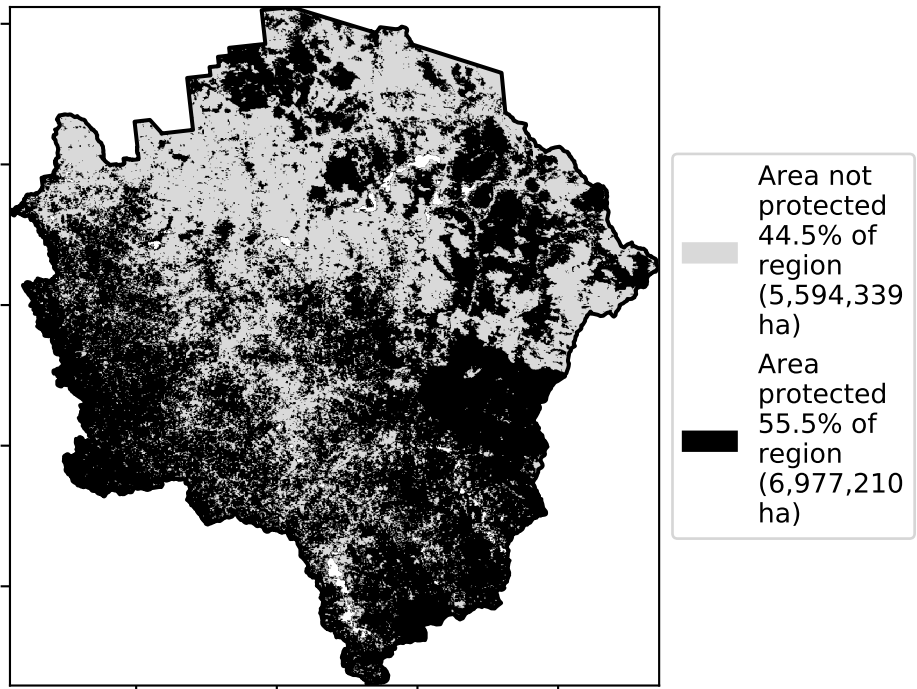 Area not
protected
44.5% of
region
(5,594,339
ha)
Area
protected
55.5% of
region
(6,977,210
ha)